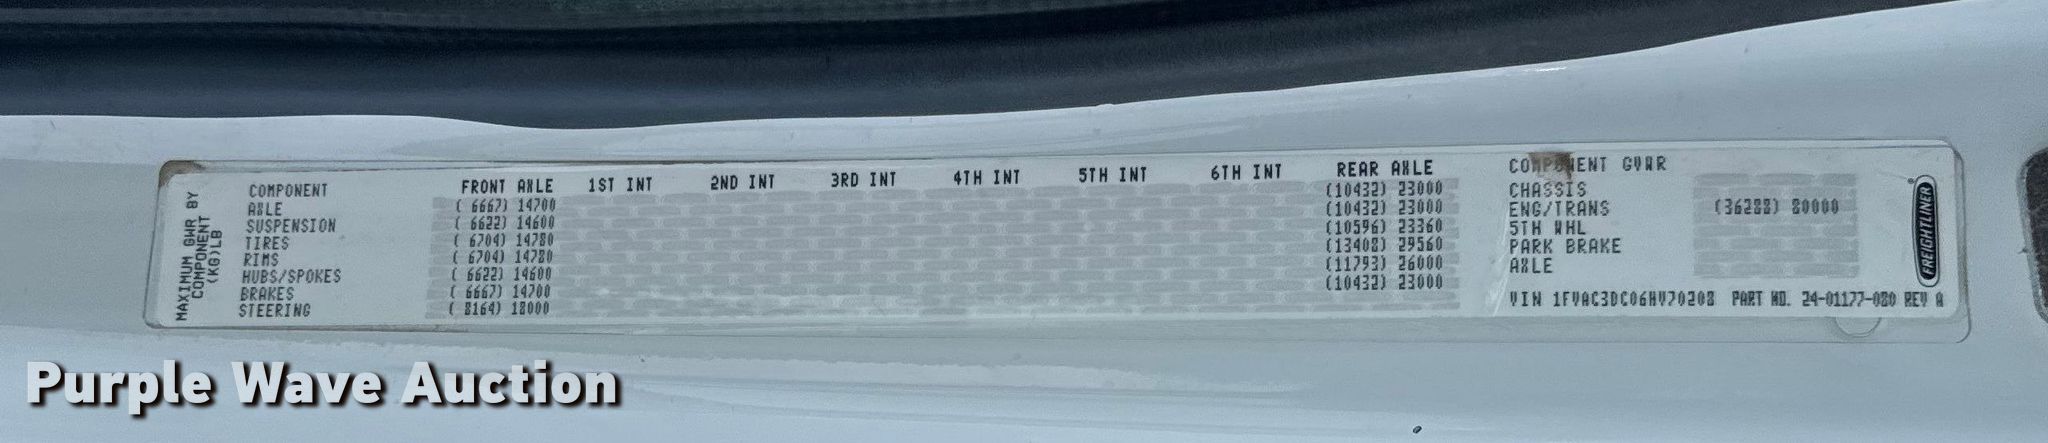 MAXIMUM GWR BY
COMPONENT
(KG)LB
COMPONENT FRONT AXLE 1ST INT 2ND INT 3RD INT 4TH INT 5TH INT 6TH INT REAR AXLE
AXLE ( 6667) 14700 (10432) 23000
SUSPENSION ( 6622) 14600 (10432) 23000
TIRES ( 6704) 14780 (10596) 23360
RIMS ( 6704) 14780 (13408) 29560
HUBS/SPOKES ( 6622) 14600 (11793) 26000
BRAKES ( 6667) 14700 (10432) 23000
STEERING ( 8164) 18000
COMPONENT GVWR
CHASSIS
ENG/TRANS (36288) 80000
5TH WHL
PARK BRAKE
AXLE
VIN 1FVAC3DC06HV70208 PART NO. 24-01177-080 REV A
FREIGHTLINER
Purple Wave Auction